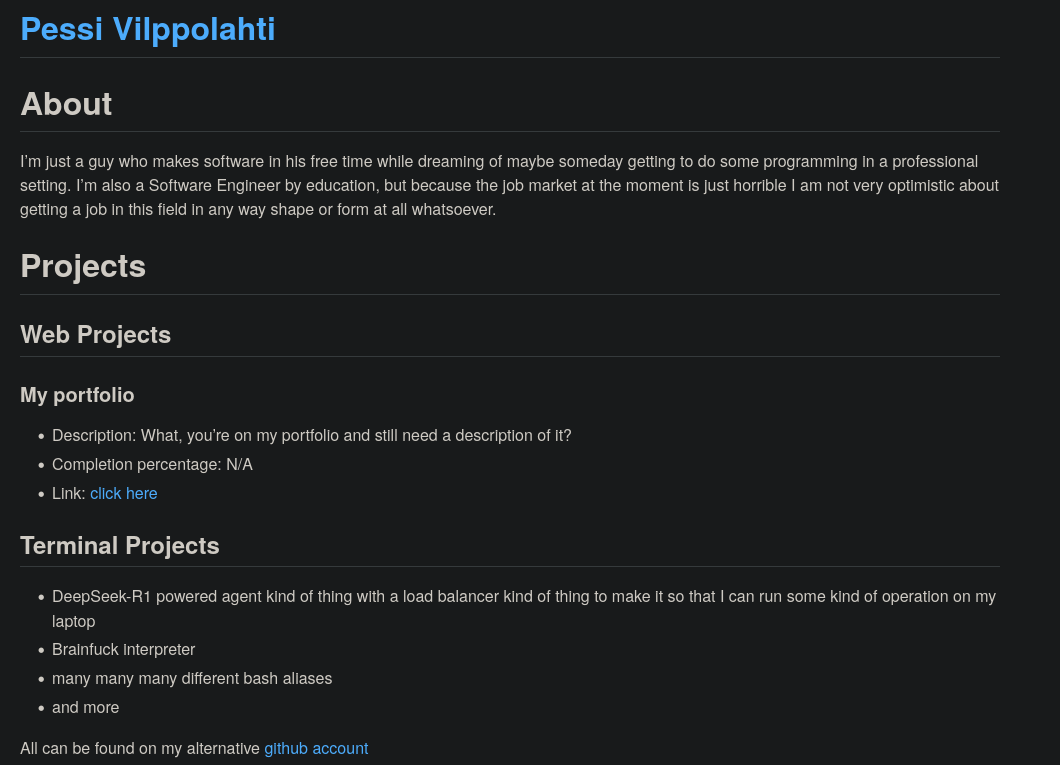 Pessi Vilppolahti
About
I'm just a guy who makes software in his free time while dreaming of maybe someday getting to do some programming in a professional
setting. I'm also a Software Engineer by education, but because the job market at the moment is just horrible I am not very optimistic about
getting a job in this field in any way shape or form at all whatsoever.
Projects
Web Projects
My portfolio
• Description: What, you're on my portfolio and still need a description of it?
• Completion percentage: N/A
• Link: click here
Terminal Projects
• DeepSeek-R1 powered agent kind of thing with a load balancer kind of thing to make it so that I can run some kind of operation on my
laptop
• Brainfuck interpreter
• many many many different bash aliases
• and more
All can be found on my alternative github account